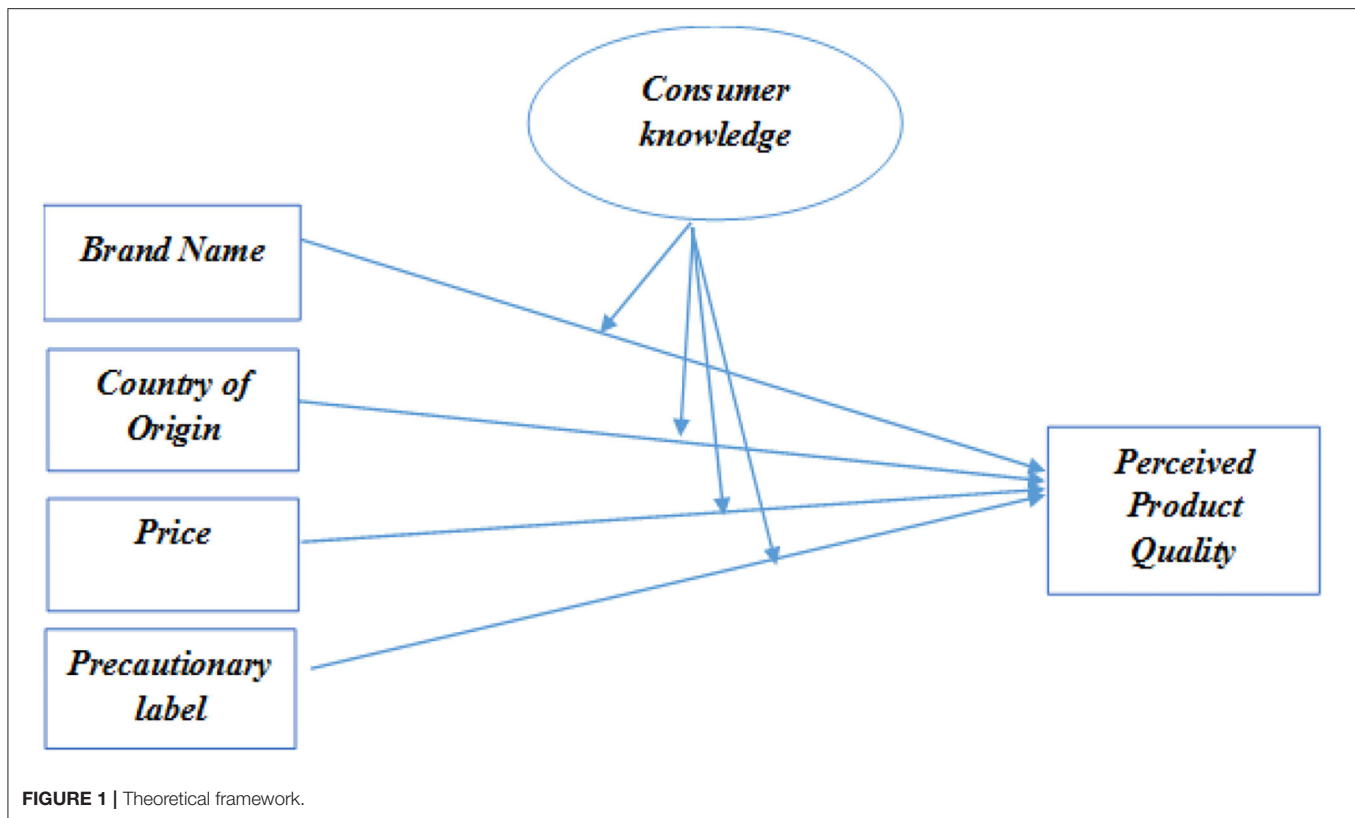 Consumer
knowledge
Brand Name
Country of
Origin
Price
Precautionary
label
Perceived
Product
Quality
FIGURE 1 | Theoretical framework.